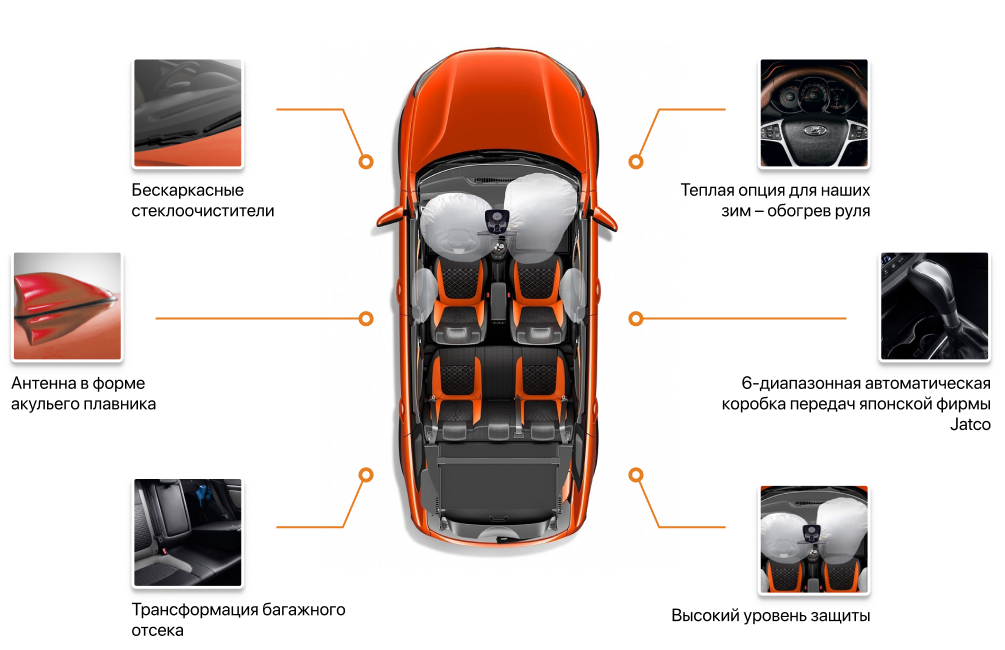 Бескаркасные
стеклоочистители
Теплая опция для наших
зим – обогрев руля
Антенна в форме
акульего плавника
6-диапазонная автоматическая
коробка передач японской фирмы
Jatco
Трансформация багажного
отсека
Высокий уровень защиты